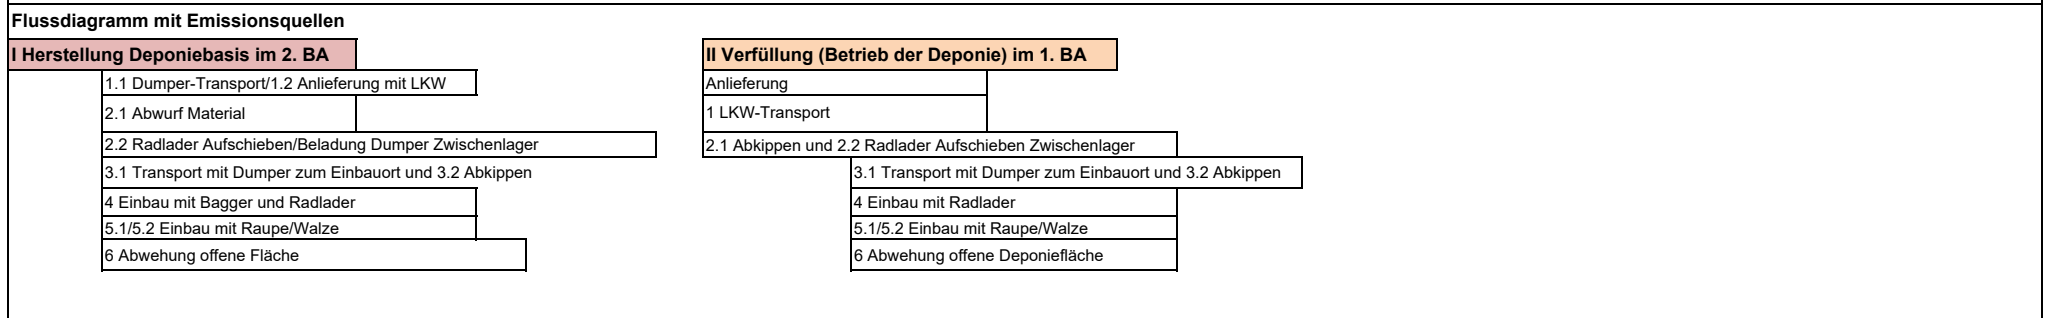 Flussdiagramm mit Emissionsquellen
I Herstellung Deponiebasis im 2. BA
1.1 Dumper-Transport/1.2 Anlieferung mit LKW
2.1 Abwurf Material
2.2 Radlader Aufschieben/Beladung Dumper Zwischenlager
3.1 Transport mit Dumper zum Einbauort und 3.2 Abkippen
4 Einbau mit Bagger und Radlader
5.1/5.2 Einbau mit Raupe/Walze
6 Abwehung offene Fläche
II Verfüllung (Betrieb der Deponie) im 1. BA
Anlieferung
1 LKW-Transport
2.1 Abkippen und 2.2 Radlader Aufschieben Zwischenlager
3.1 Transport mit Dumper zum Einbauort und 3.2 Abkippen
4 Einbau mit Radlader
5.1/5.2 Einbau mit Raupe/Walze
6 Abwehung offene Deponiefläche